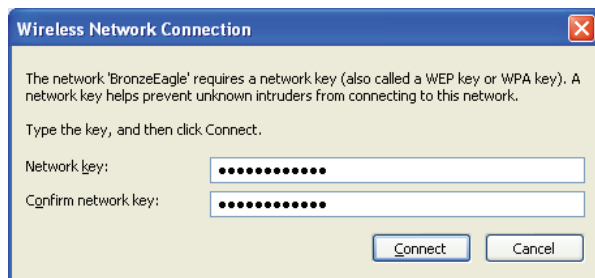 Wireless Network Connection
The network 'BronzeEagle' requires a network key (also called a WEP key or WPA key). A
network key helps prevent unknown intruders from connecting to this network.
Type the key, and then click Connect.
Network key: ••••••••••••
Confirm network key: ••••••••••••
Connect Cancel